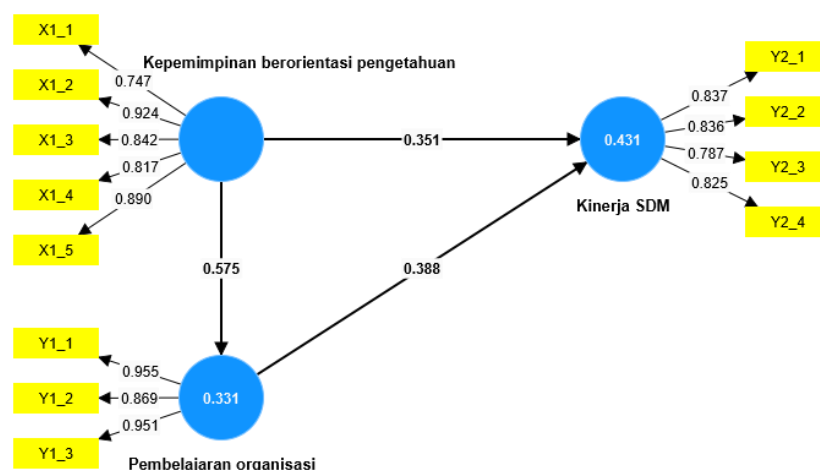 X1_1
Kepemimpinan berorientasi pengetahuan
X1_2
X1_3
X1_4
X1_5
0.747
0.924
0.842
0.817
0.890
0.351
0.431
Kinerja SDM
0.837
0.836
0.787
0.825
Y2_1
Y2_2
Y2_3
Y2_4
0.575
0.388
Y1_1
Y1_2
Y1_3
0.955
0.869
0.951
0.331
Pembelajaran organisasi